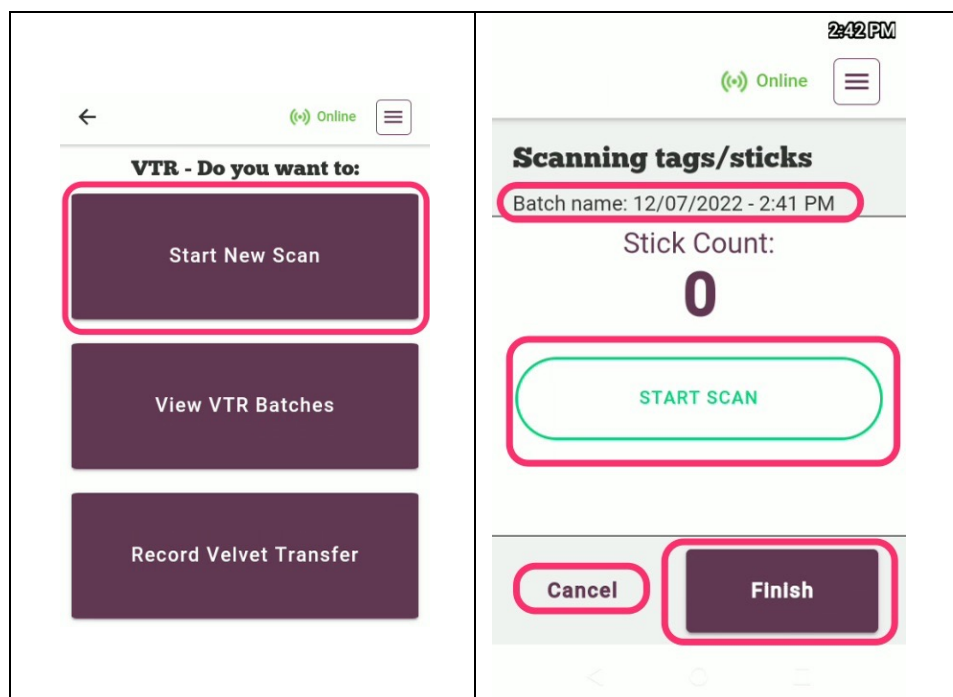 Online
VTR - Do you want to:
Start New Scan
View VTR Batches
Record Velvet Transfer
2:42 PM
Online
Scanning tags/sticks
Batch name: 12/07/2022 - 2:41 PM
Stick Count:
0
START SCAN
Cancel
Finish